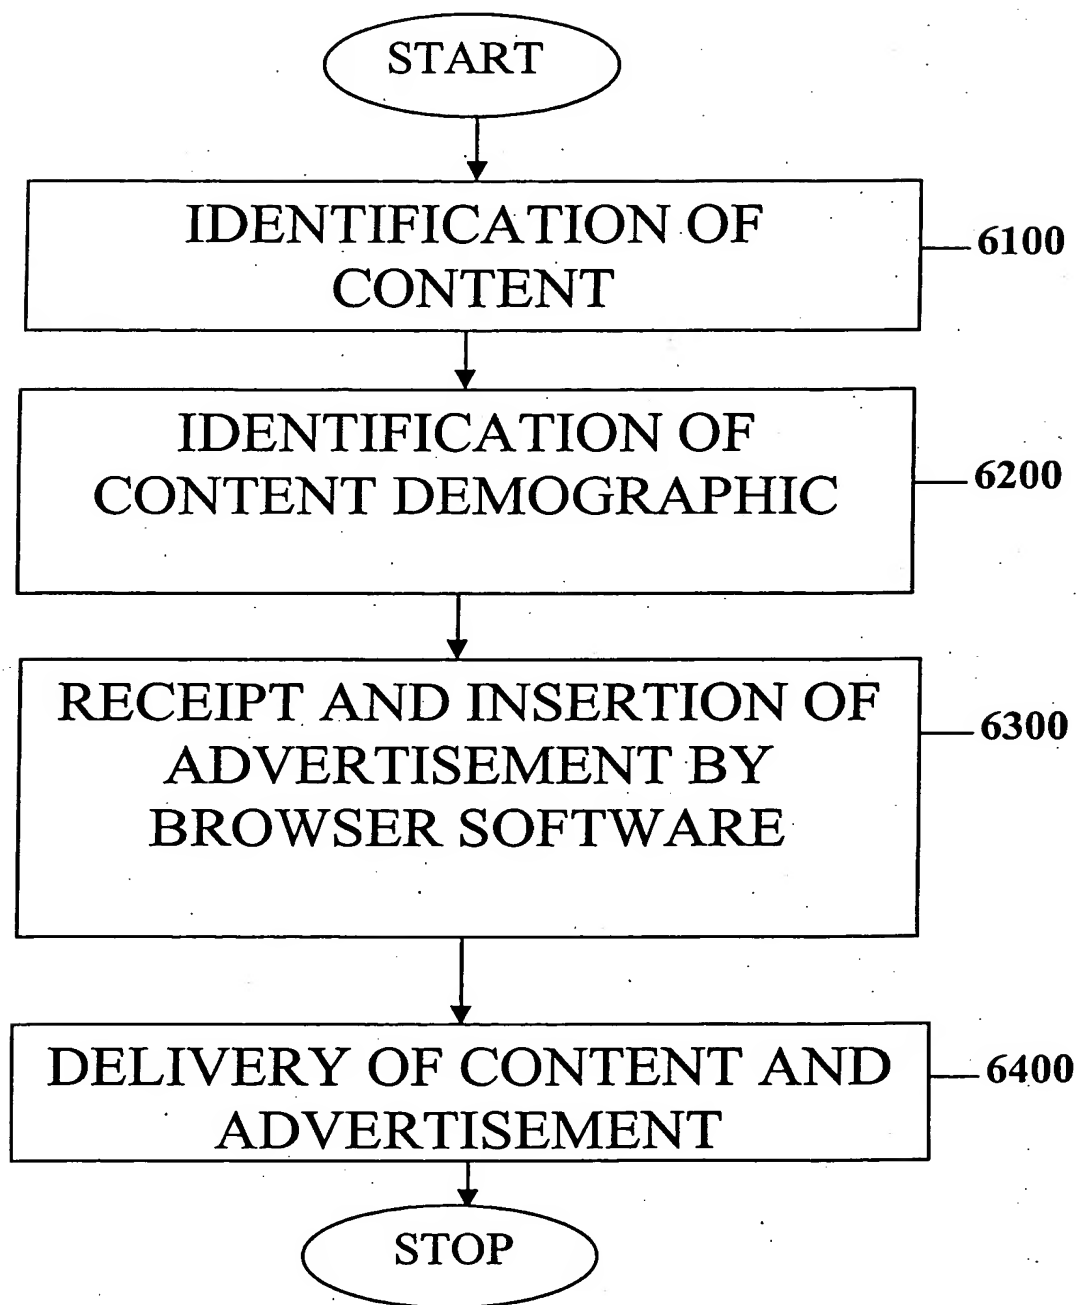 START
IDENTIFICATION OF
CONTENT
6100
IDENTIFICATION OF
CONTENT DEMOGRAPHIC
6200
RECEIPT AND INSERTION OF
ADVERTISEMENT BY
BROWSER SOFTWARE
6300
DELIVERY OF CONTENT AND
ADVERTISEMENT
6400
STOP